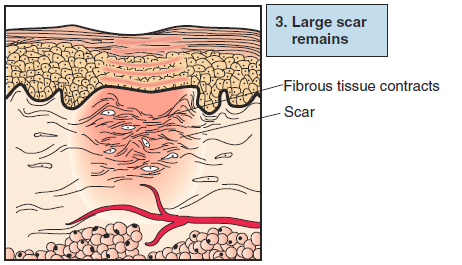 3. Large scar
remains
Fibrous tissue contracts
Scar